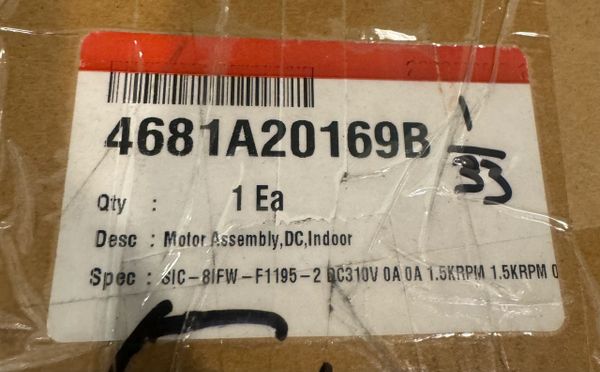 4681A20169B
1
33
Qty : 1 Ea
Desc : Motor Assembly,DC,Indoor
Spec : SIC-8IFW-F1195-2 DC310V 0A 0A 1.5KRPM 1.5KRPM 0